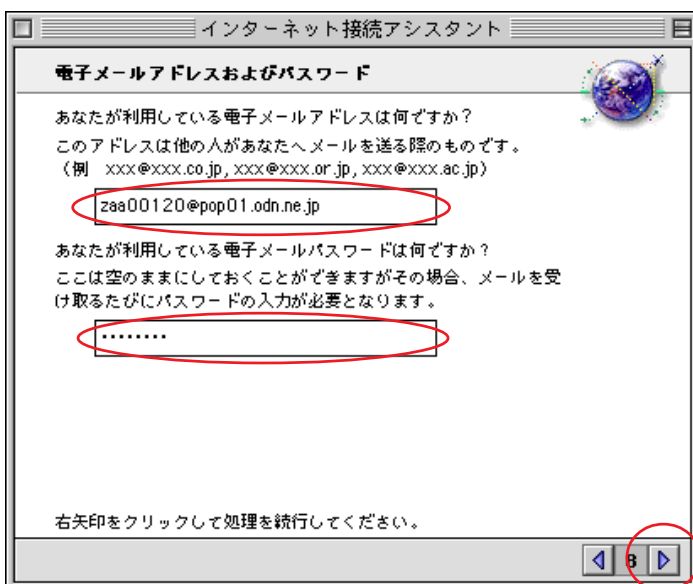 インターネット接続アシスタント
電子メールアドレスおよびパスワード
あなたが利用している電子メールアドレスは何ですか？
このアドレスは他の人があなたへメールを送る際のものです。
（例　xxx@xxx.co.jp, xxx@xxx.or.jp, xxx@xxx.ac.jp）
zaa00120@pop01.odn.ne.jp
あなたが利用している電子メールパスワードは何ですか？
ここは空のままにしておくことができますがその場合、メールを受
け取るたびにパスワードの入力が必要となります。
••••••••
右矢印をクリックして処理を続行してください。
8